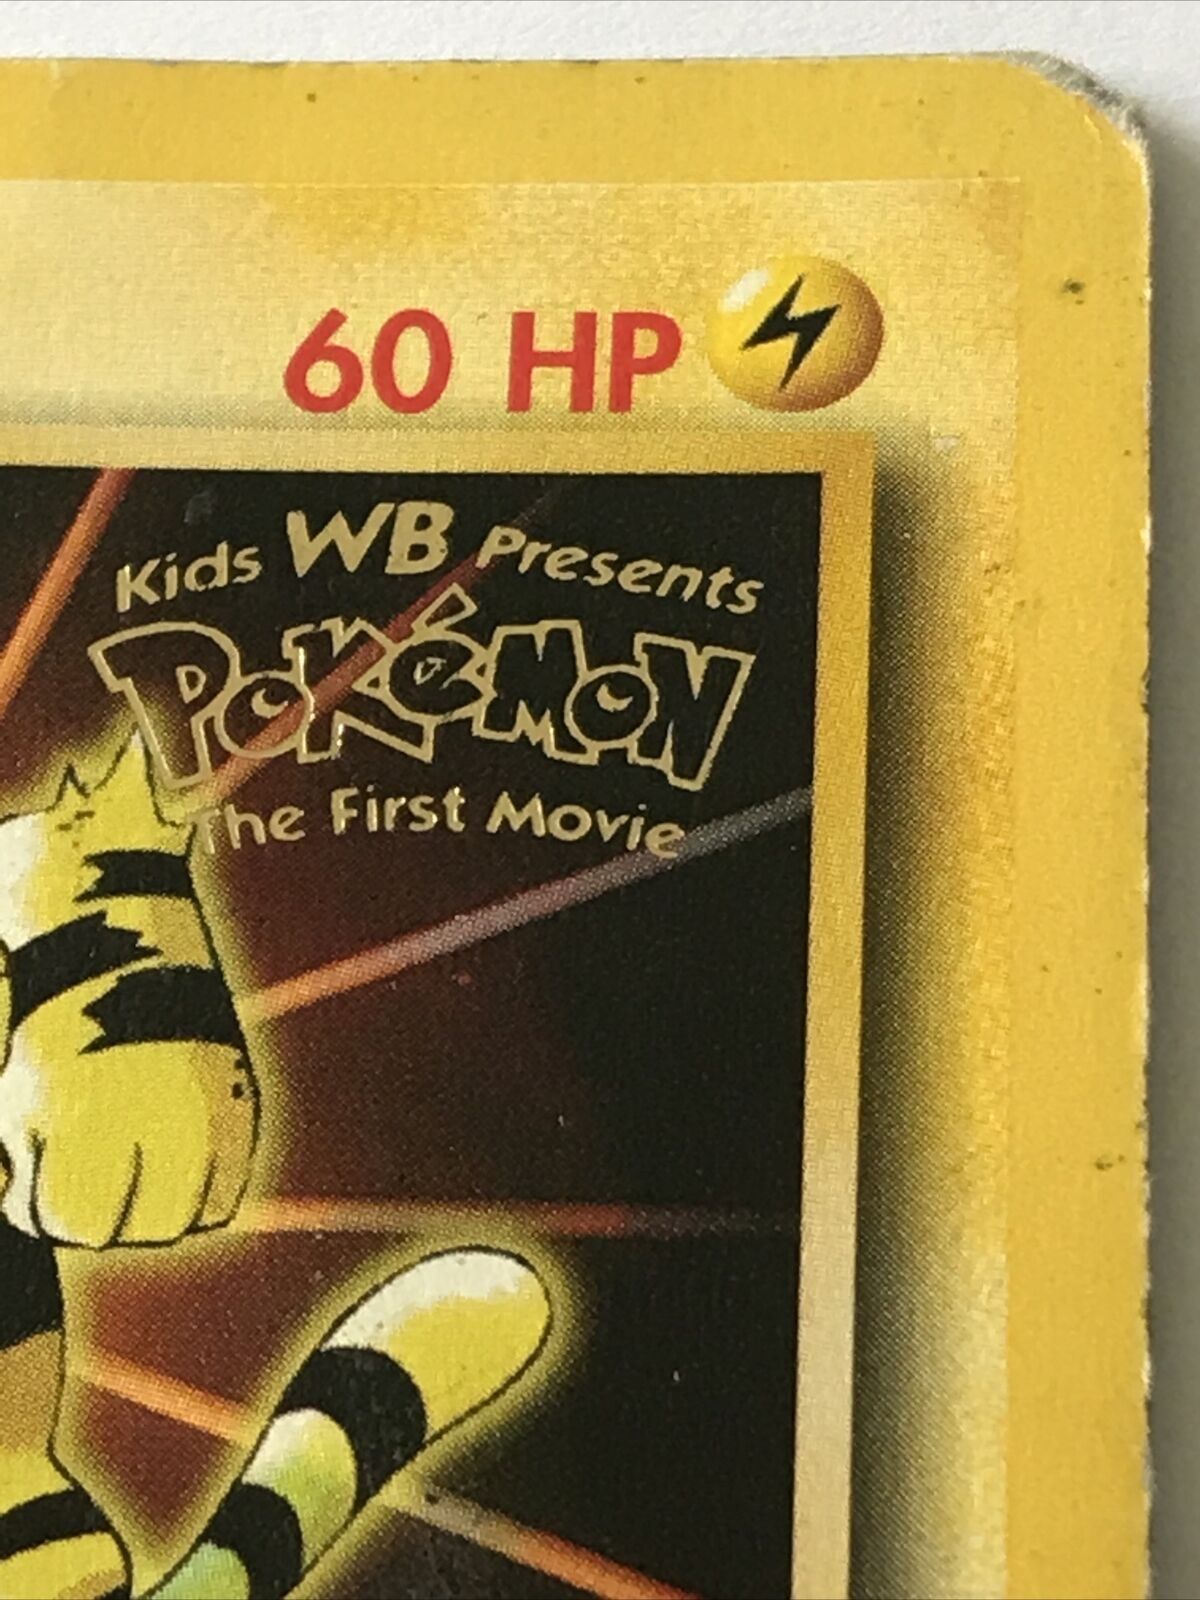 60 HP
Kids WB Presents
POKéMON
The First Movie